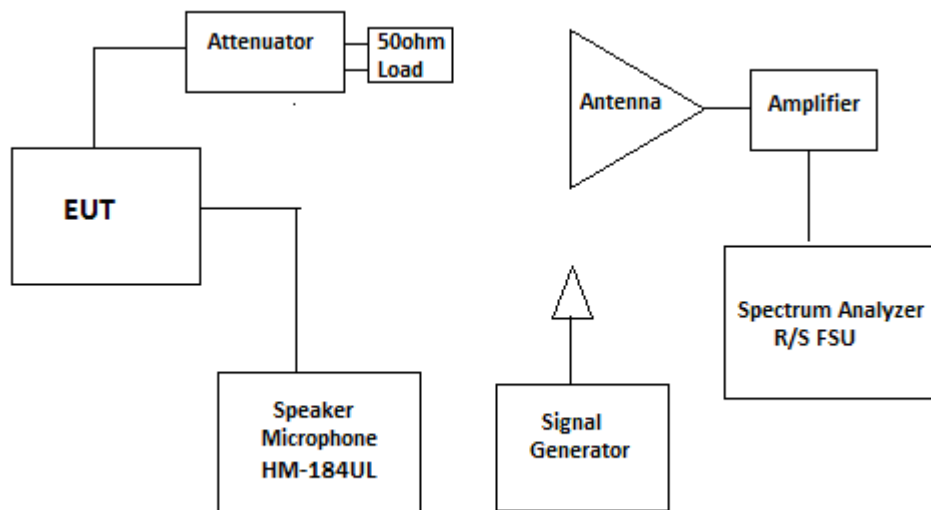 Attenuator
50ohm
Load
Antenna
Amplifier
EUT
Spectrum Analyzer
R/S FSU
Speaker
Microphone
HM-184UL
Signal
Generator